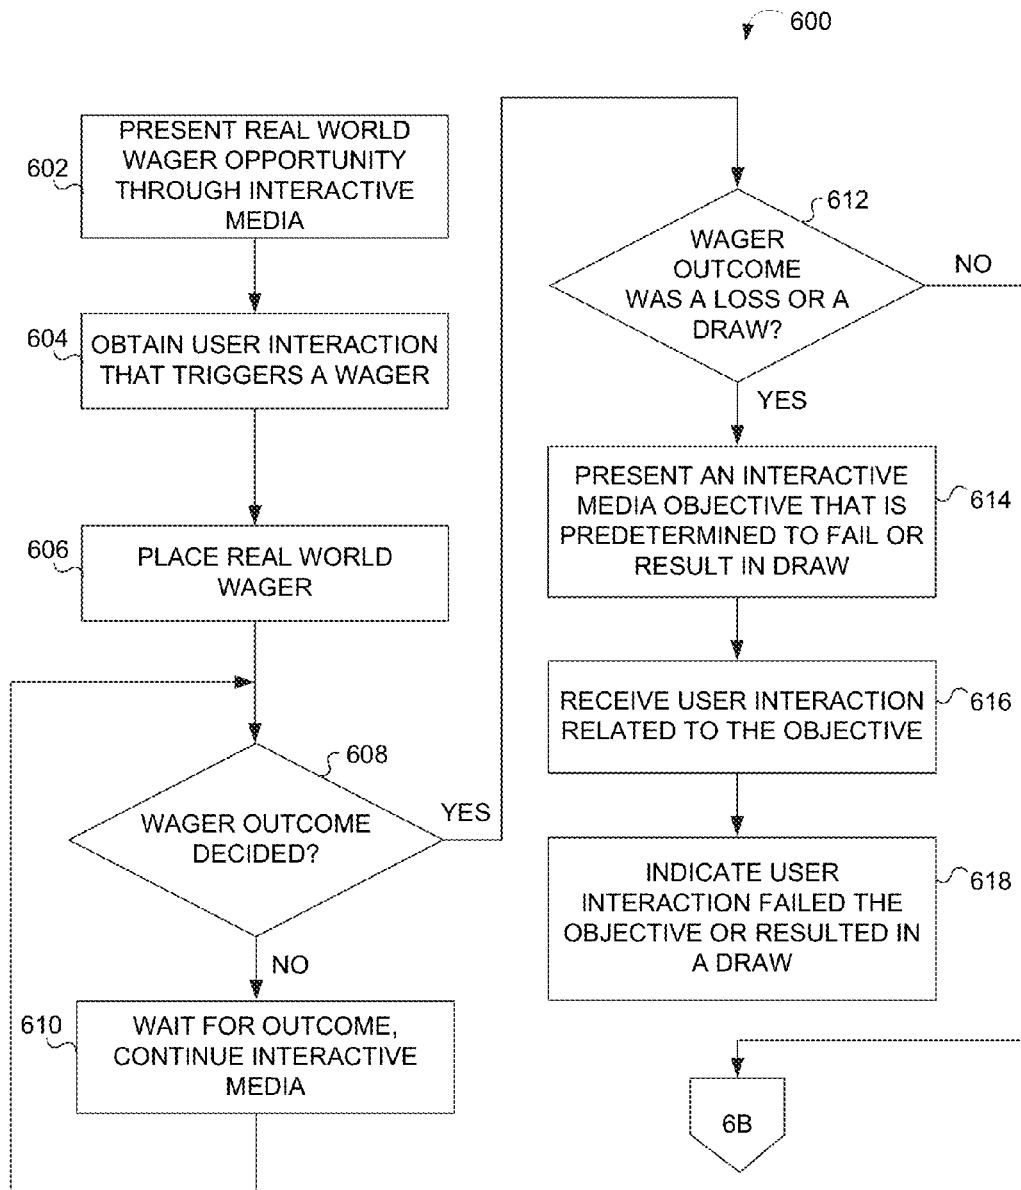 600
602
PRESENT REAL WORLD
WAGER OPPORTUNITY
THROUGH INTERACTIVE
MEDIA
604
OBTAIN USER INTERACTION
THAT TRIGGERS A WAGER
606
PLACE REAL WORLD
WAGER
608
WAGER OUTCOME
DECIDED?
YES
NO
610
WAIT FOR OUTCOME,
CONTINUE INTERACTIVE
MEDIA
612
WAGER
OUTCOME
WAS A LOSS OR A
DRAW?
NO
YES
614
PRESENT AN INTERACTIVE
MEDIA OBJECTIVE THAT IS
PREDETERMINED TO FAIL OR
RESULT IN DRAW
616
RECEIVE USER INTERACTION
RELATED TO THE OBJECTIVE
618
INDICATE USER
INTERACTION FAILED THE
OBJECTIVE OR RESULTED IN
A DRAW
6B